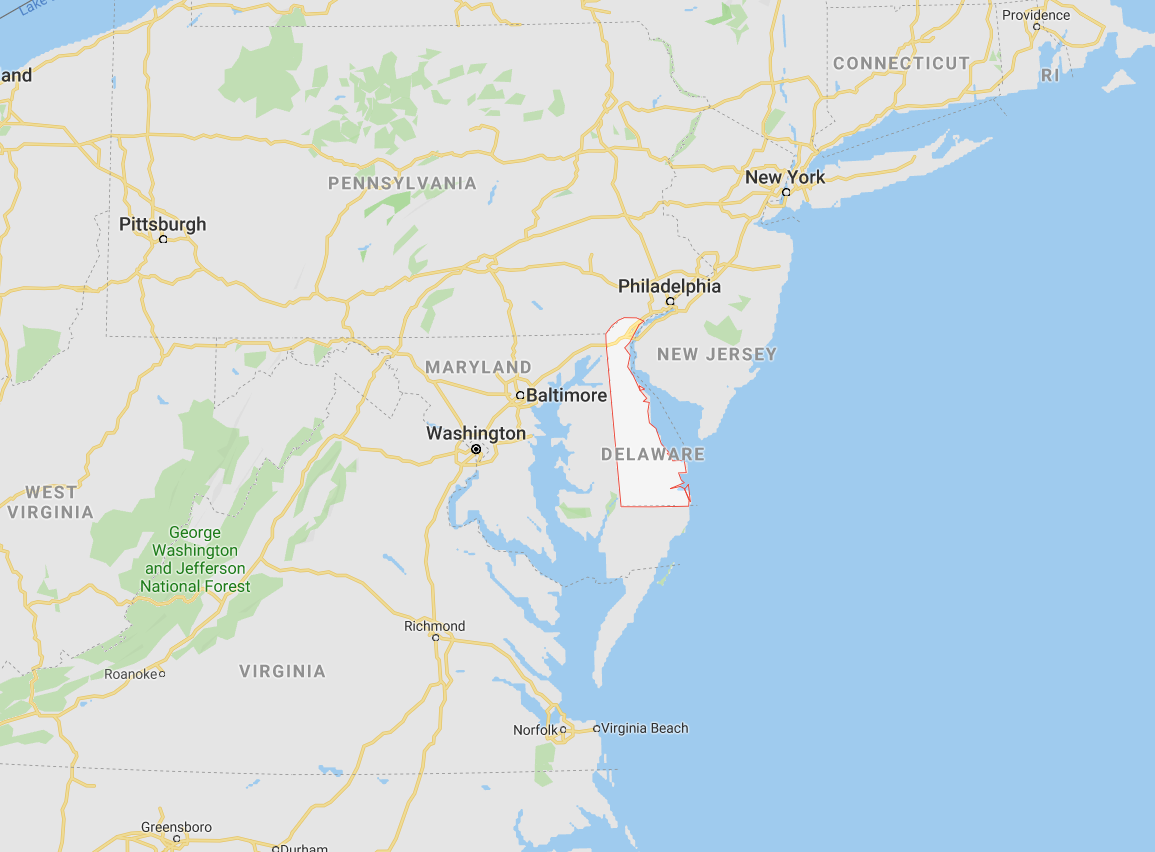 Lake
Providence
CONNECTICUT
RI
and
PENNSYLVANIA
New York
Pittsburgh
Philadelphia
NEW JERSEY
MARYLAND
Baltimore
Washington
DELAWARE
WEST
VIRGINIA
George
Washington
and Jefferson
National Forest
Richmond
Roanoke
VIRGINIA
Norfolk
Virginia Beach
Greensboro
Durham